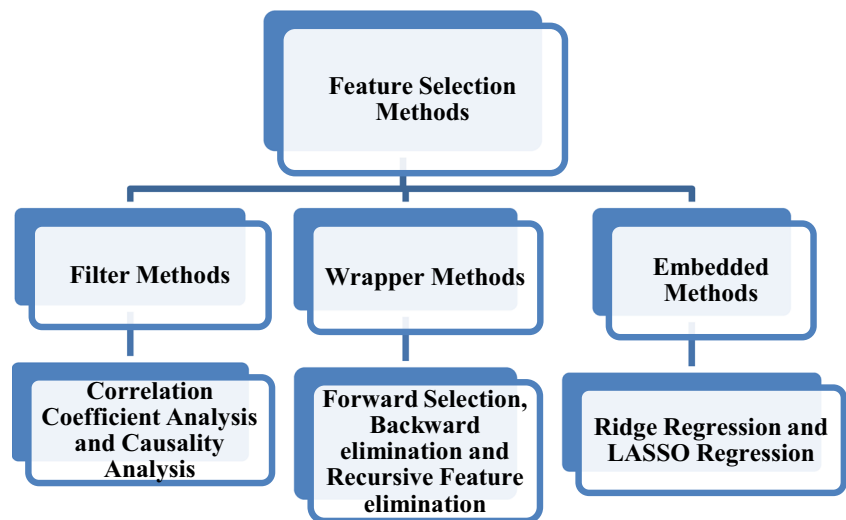 Feature Selection
Methods
Filter Methods
Wrapper Methods
Embedded
Methods
Correlation
Coefficient Analysis
and Causality
Analysis
Forward Selection,
Backward
elimination and
Recursive Feature
elimination
Ridge Regression and
LASSO Regression